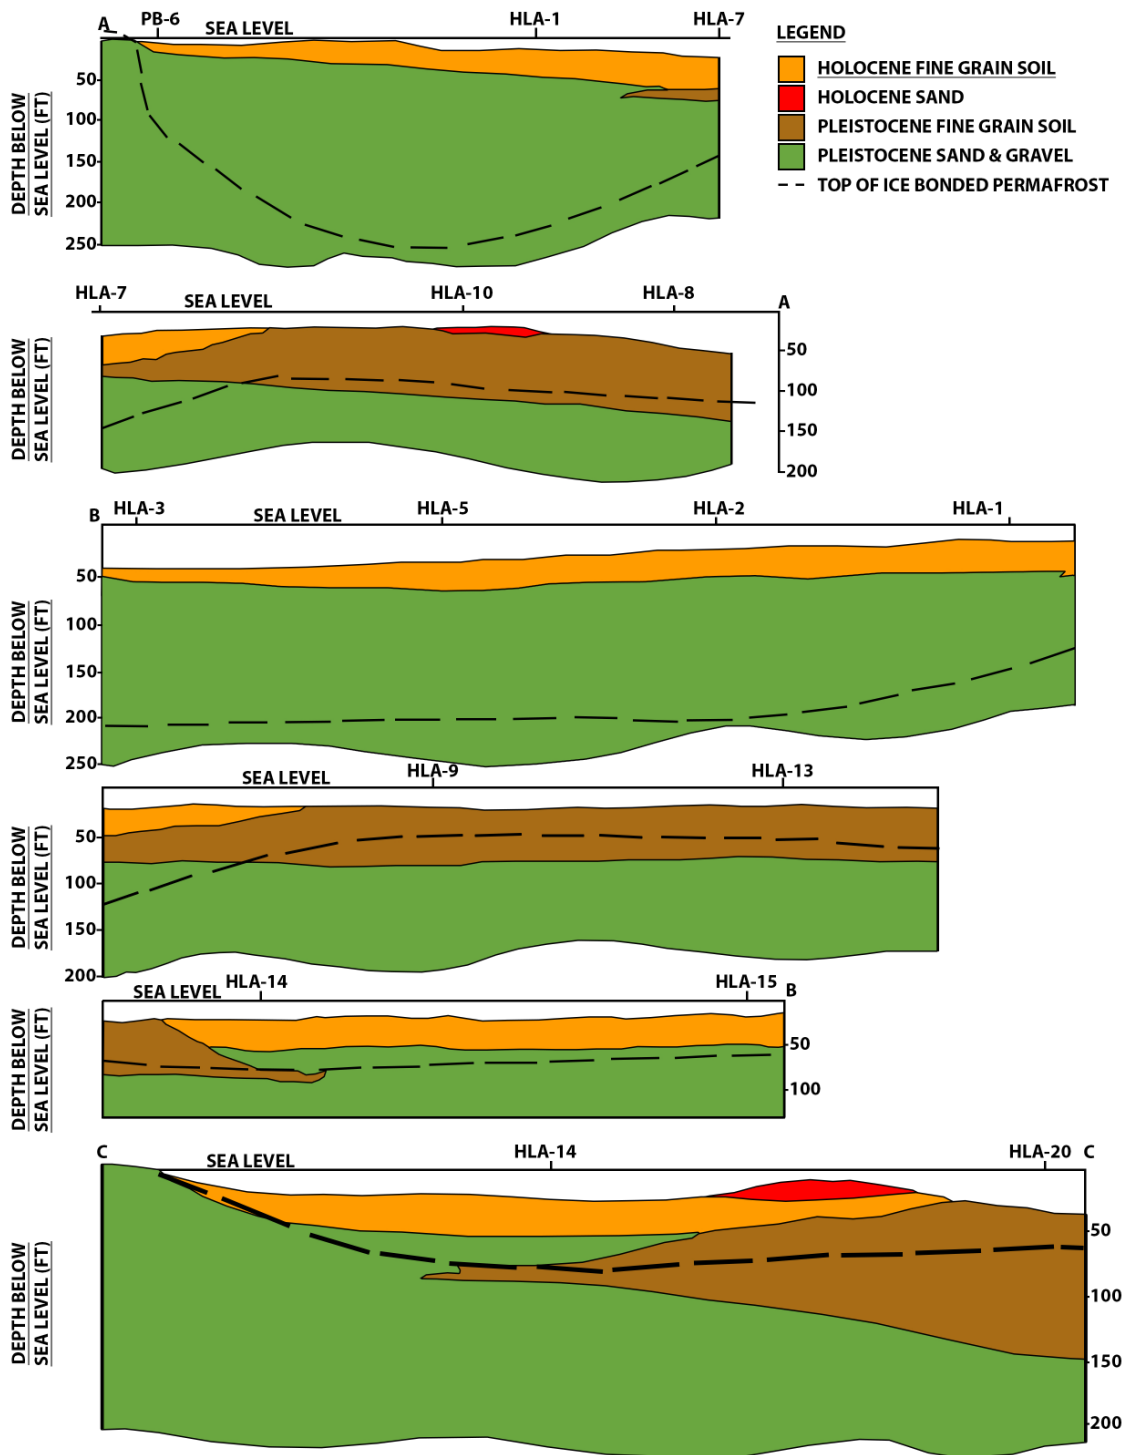 A PB-6 SEA LEVEL HLA-1 HLA-7
DEPTH BELOW
SEA LEVEL (FT)
50
100
150
200
250
LEGEND
HOLOCENE FINE GRAIN SOIL
HOLOCENE SAND
PLEISTOCENE FINE GRAIN SOIL
PLEISTOCENE SAND & GRAVEL
TOP OF ICE BONDED PERMAFROST
HLA-7 SEA LEVEL HLA-10 HLA-8 A
DEPTH BELOW
SEA LEVEL (FT)
50
100
150
200
B HLA-3 SEA LEVEL HLA-5 HLA-2 HLA-1
DEPTH BELOW
SEA LEVEL (FT)
50
100
150
200
250
SEA LEVEL HLA-9 HLA-13
DEPTH BELOW
SEA LEVEL (FT)
50
100
150
200
SEA LEVEL HLA-14 HLA-15 B
DEPTH BELOW
SEA LEVEL (FT)
50
100
C SEA LEVEL HLA-14 HLA-20 C
DEPTH BELOW
SEA LEVEL (FT)
50
100
150
200